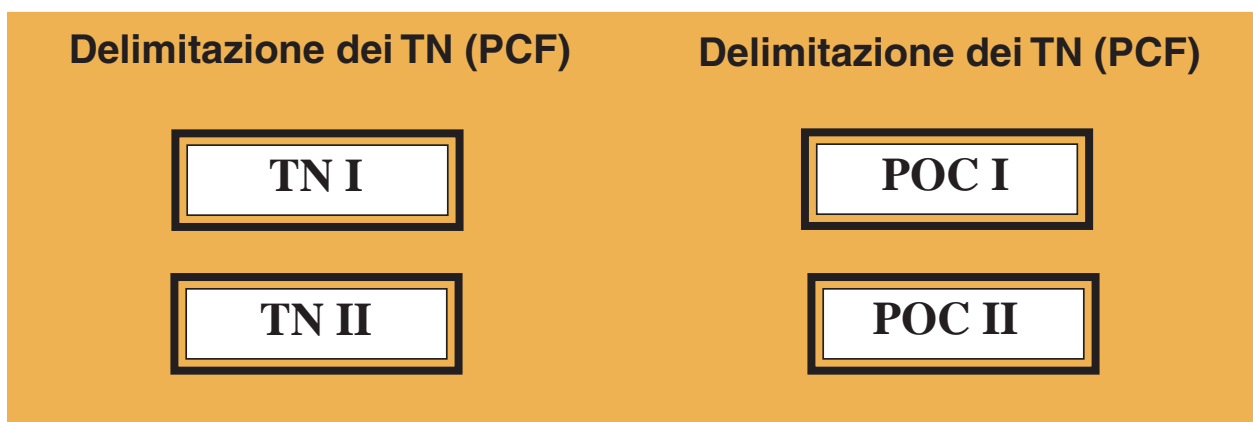 Delimitazione dei TN (PCF)
TN I
TN II
Delimitazione dei TN (PCF)
POC I
POC II